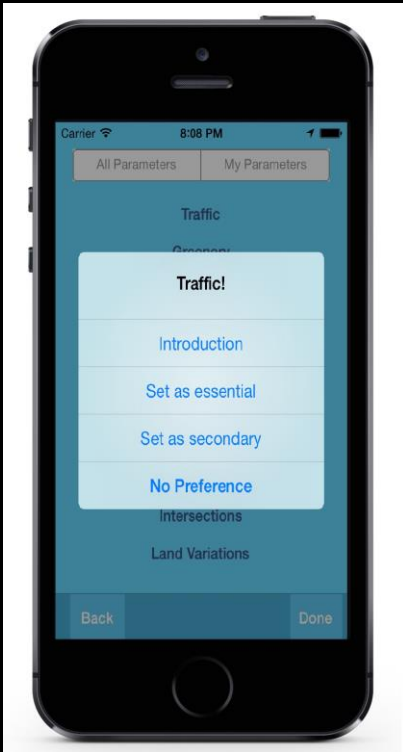 Carrier 8:08 PM
All Parameters My Parameters
Traffic
Greenery
Traffic!
Introduction
Set as essential
Set as secondary
No Preference
Intersections
Land Variations
Back Done